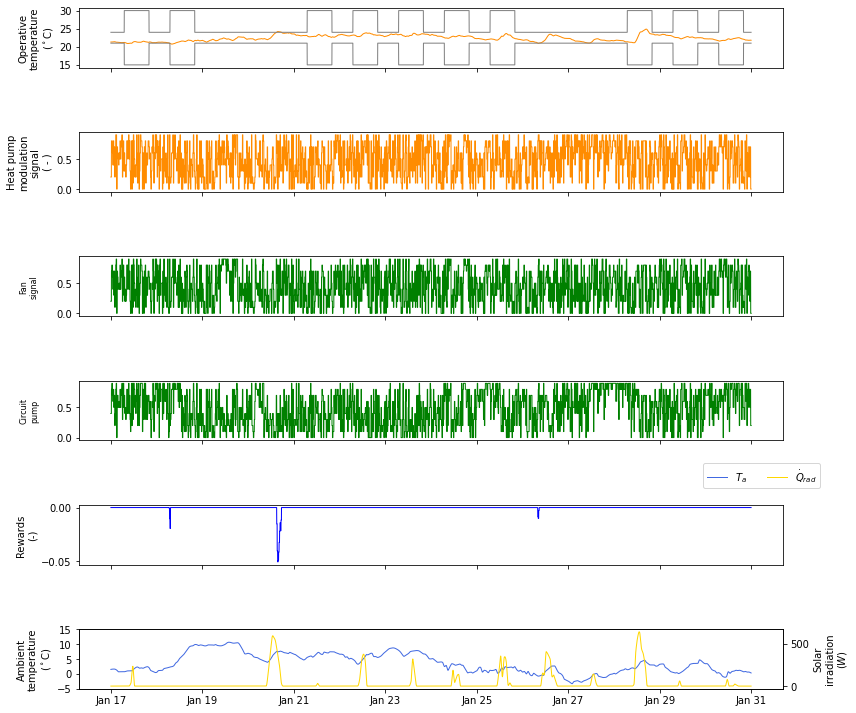 Operative
temperature
(°C)
30
25
20
15
Heat pump
modulation
signal
( - )
0.5
0.0
Fan
signal
0.5
0.0
Circuit
pump
0.5
0.0
T_a
Q̇_rad
Rewards
(-)
0.00
−0.05
Ambient
temperature
(°C)
15
10
5
0
−5
500
0
Solar
irradiation
(W)
Jan 17 Jan 19 Jan 21 Jan 23 Jan 25 Jan 27 Jan 29 Jan 31